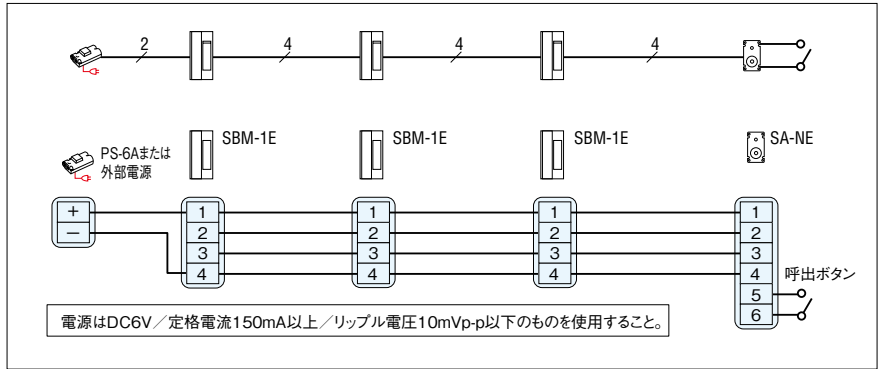 2 4 4 4
SBM-1E SBM-1E SBM-1E SA-NE
PS-6Aまたは
外部電源
+ 1 1 1 1
− 2 2 2 2
3 3 3 3
4 4 4 4 呼出ボタン
5
6
電源はDC6V/定格電流150mA以上/リップル電圧10mVp-p以下のものを使用すること。